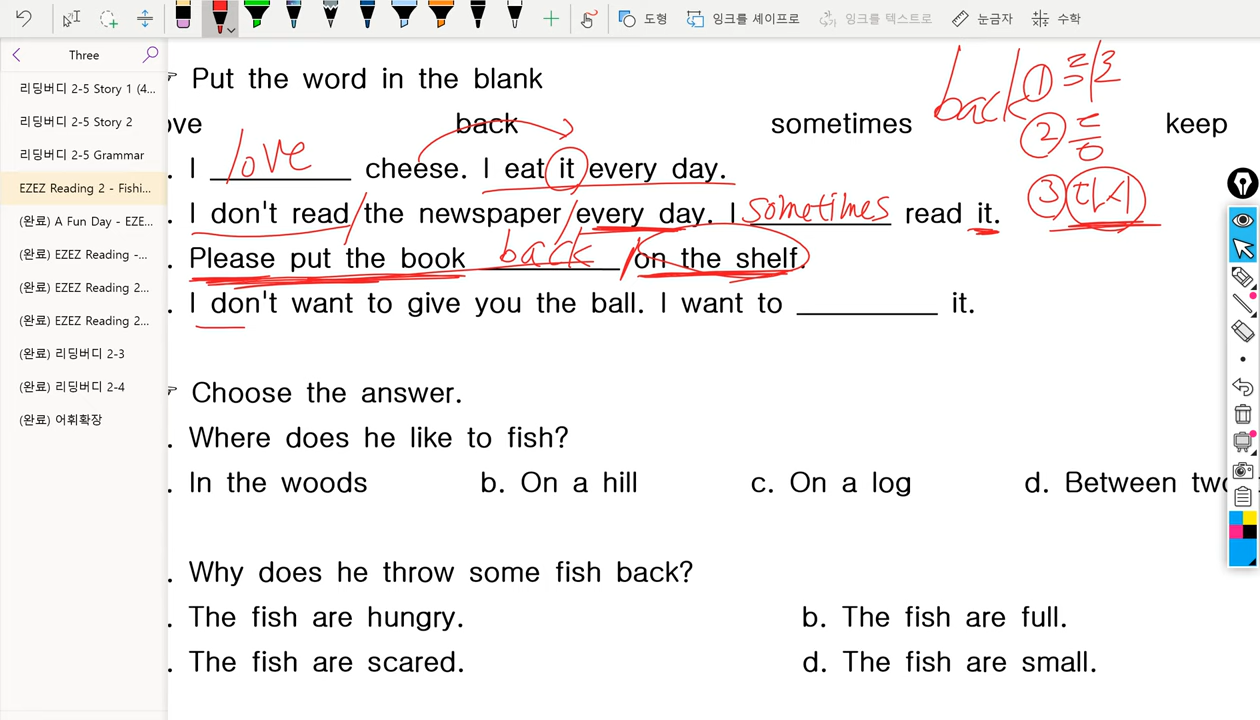 도형
잉크를 셰이프로
잉크를 텍스트로
눈금자
수학
Three
리딩버디 2-5 Story 1 (4...
리딩버디 2-5 Story 2
리딩버디 2-5 Grammar
EZEZ Reading 2 - Fishi...
(완료) A Fun Day - EZE...
(완료) EZEZ Reading -...
(완료) EZEZ Reading 2...
(완료) EZEZ Reading 2...
(완료) 리딩버디 2-3
(완료) 리딩버디 2-4
(완료) 어휘확장
Put the word in the blank
ove back sometimes keep
. I love cheese. I eat it every day.
. I don't read / the newspaper / every day. I sometimes read it.
. Please put the book back / on the shelf.
. I don't want to give you the ball. I want to ________ it.
back ① 뒤로
② 등
③ 다시
Choose the answer.
. Where does he like to fish?
. In the woods b. On a hill c. On a log d. Between two
. Why does he throw some fish back?
. The fish are hungry. b. The fish are full.
. The fish are scared. d. The fish are small.